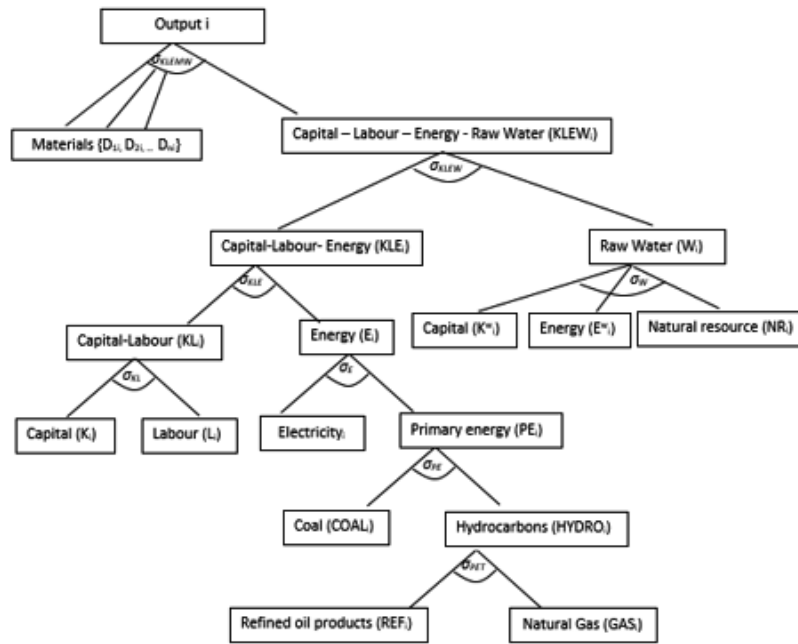 Output i
σKLEMW
Materials {D₁ᵢ, D₂ᵢ, .. Dₙᵢ}
Capital – Labour – Energy - Raw Water (KLEWᵢ)
σKLEW
Capital-Labour- Energy (KLEᵢ)
Raw Water (Wᵢ)
σKLE
σW
Capital (Kʷᵢ)
Energy (Eʷᵢ)
Natural resource (NRᵢ)
Capital-Labour (KLᵢ)
Energy (Eᵢ)
σKL
σE
Capital (Kᵢ)
Labour (Lᵢ)
Electricityᵢ
Primary energy (PEᵢ)
σPE
Coal (COALᵢ)
Hydrocarbons (HYDROᵢ)
σPET
Refined oil products (REFᵢ)
Natural Gas (GASᵢ)